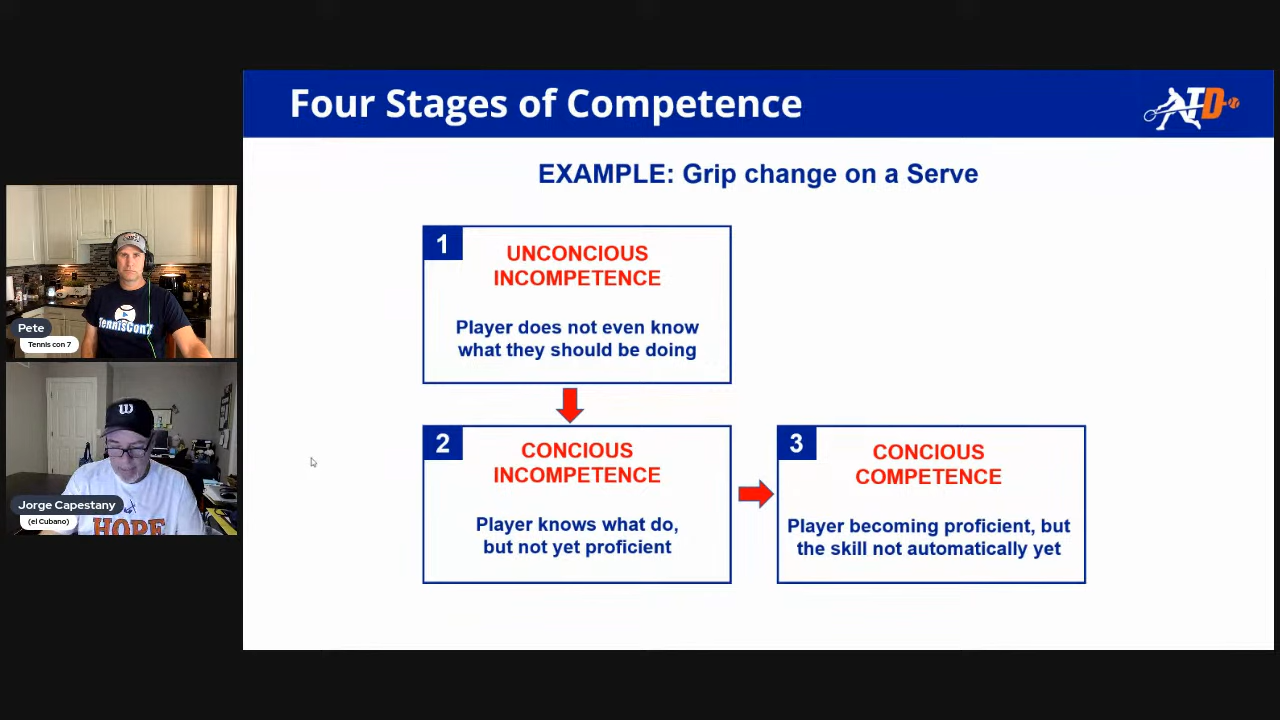 Four Stages of Competence
TD
EXAMPLE: Grip change on a Serve
1
UNCONCIOUS
INCOMPETENCE
Player does not even know
what they should be doing
2
CONCIOUS
INCOMPETENCE
Player knows what do,
but not yet proficient
3
CONCIOUS
COMPETENCE
Player becoming proficient, but
the skill not automatically yet
TennisCon7
Pete
Tennis con 7
W
Jorge Capestany
(el Cubano)
HOPE